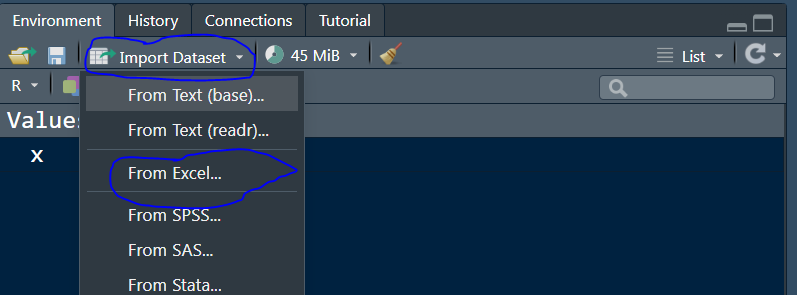 Environment History Connections Tutorial
Import Dataset 45 MiB List
R
From Text (base)...
Value
From Text (readr)...
x
From Excel...
From SPSS...
From SAS...
From Stata...